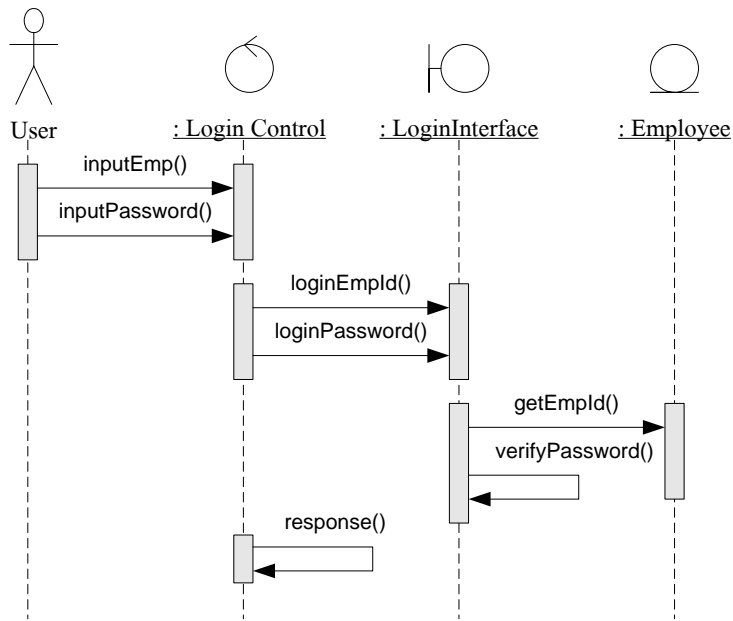 User
: Login Control
: LoginInterface
: Employee
inputEmp()
inputPassword()
loginEmpId()
loginPassword()
getEmpId()
verifyPassword()
response()